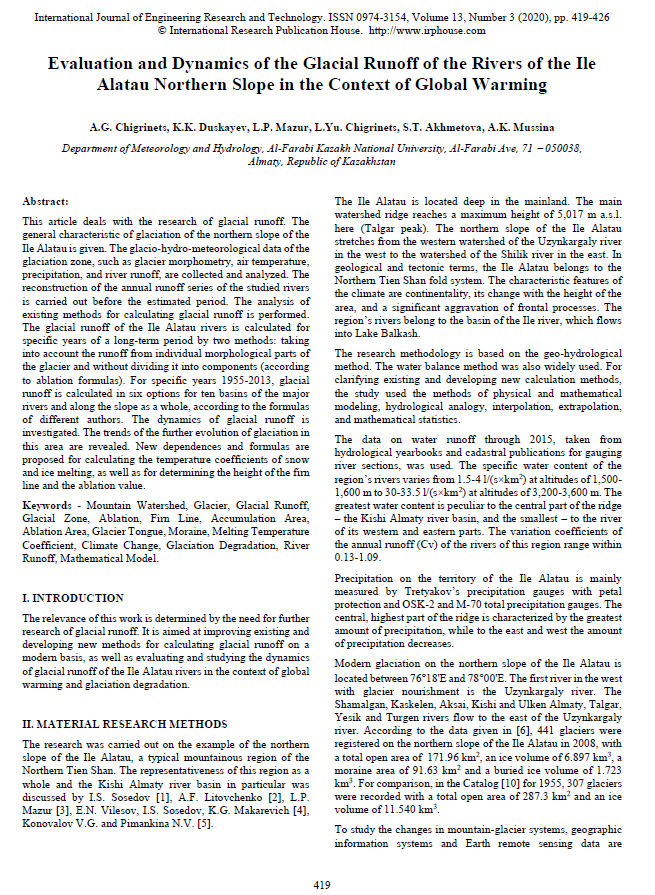 International Journal of Engineering Research and Technology. ISSN 0974-3154, Volume 13, Number 3 (2020), pp. 419-426
© International Research Publication House. http://www.irphouse.com
Evaluation and Dynamics of the Glacial Runoff of the Rivers of the Ile
Alatau Northern Slope in the Context of Global Warming
A.G. Chigrinets, K.K. Duskayev, L.P. Mazur, L.Yu. Chigrinets, S.T. Akhmetova, A.K. Mussina
Department of Meteorology and Hydrology, Al-Farabi Kazakh National University, Al-Farabi Ave, 71 – 050038,
Almaty, Republic of Kazakhstan
Abstract:
This article deals with the research of glacial runoff. The
general characteristic of glaciation of the northern slope of the
Ile Alatau is given. The glacio-hydro-meteorological data of the
glaciation zone, such as glacier morphometry, air temperature,
precipitation, and river runoff, are collected and analyzed. The
reconstruction of the annual runoff series of the studied rivers
is carried out before the estimated period. The analysis of
existing methods for calculating glacial runoff is performed.
The glacial runoff of the Ile Alatau rivers is calculated for
specific years of a long-term period by two methods: taking
into account the runoff from individual morphological parts of
the glacier and without dividing it into components (according
to ablation formulas). For specific years 1955-2013, glacial
runoff is calculated in six options for ten basins of the major
rivers and along the slope as a whole, according to the formulas
of different authors. The dynamics of glacial runoff is
investigated. The trends of the further evolution of glaciation in
this area are revealed. New dependences and formulas are
proposed for calculating the temperature coefficients of snow
and ice melting, as well as for determining the height of the firn
line and the ablation value.
Keywords - Mountain Watershed, Glacier, Glacial Runoff,
Glacial Zone, Ablation, Firn Line, Accumulation Area,
Ablation Area, Glacier Tongue, Moraine, Melting Temperature
Coefficient, Climate Change, Glaciation Degradation, River
Runoff, Mathematical Model.
I. INTRODUCTION
The relevance of this work is determined by the need for further
research of glacial runoff. It is aimed at improving existing and
developing new methods for calculating glacial runoff on a
modern basis, as well as evaluating and studying the dynamics
of glacial runoff of the Ile Alatau rivers in the context of global
warming and glaciation degradation.
II. MATERIAL RESEARCH METHODS
The research was carried out on the example of the northern
slope of the Ile Alatau, a typical mountainous region of the
Northern Tien Shan. The representativeness of this region as a
whole and the Kishi Almaty river basin in particular was
discussed by I.S. Sosedov [1], A.F. Litovchenko [2], L.P.
Mazur [3], E.N. Vilesov, I.S. Sosedov, K.G. Makarevich [4],
Konovalov V.G. and Pimankina N.V. [5].
The Ile Alatau is located deep in the mainland. The main
watershed ridge reaches a maximum height of 5,017 m a.s.l.
here (Talgar peak). The northern slope of the Ile Alatau
stretches from the western watershed of the Uzynkargaly river
in the west to the watershed of the Shilik river in the east. In
geological and tectonic terms, the Ile Alatau belongs to the
Northern Tien Shan fold system. The characteristic features of
the climate are continentality, its change with the height of the
area, and a significant aggravation of frontal processes. The
region's rivers belong to the basin of the Ile river, which flows
into Lake Balkash.
The research methodology is based on the geo-hydrological
method. The water balance method was also widely used. For
clarifying existing and developing new calculation methods,
the study used the methods of physical and mathematical
modeling, hydrological analogy, interpolation, extrapolation,
and mathematical statistics.
The data on water runoff through 2015, taken from
hydrological yearbooks and cadastral publications for gauging
river sections, was used. The specific water content of the
region's rivers varies from 1.5-4 l/(s×km²) at altitudes of 1,500-
1,600 m to 30-33.5 l/(s×km²) at altitudes of 3,200-3,600 m. The
greatest water content is peculiar to the central part of the ridge
– the Kishi Almaty river basin, and the smallest – to the river
of its western and eastern parts. The variation coefficients of
the annual runoff (Cv) of the rivers of this region range within
0.13-1.09.
Precipitation on the territory of the Ile Alatau is mainly
measured by Tretyakov's precipitation gauges with petal
protection and OSK-2 and M-70 total precipitation gauges. The
central, highest part of the ridge is characterized by the greatest
amount of precipitation, while to the east and west the amount
of precipitation decreases.
Modern glaciation on the northern slope of the Ile Alatau is
located between 76°18'E and 78°00'E. The first river in the west
with glacier nourishment is the Uzynkargaly river. The
Shamalgan, Kaskelen, Aksai, Kishi and Ulken Almaty, Talgar,
Yesik and Turgen rivers flow to the east of the Uzynkargaly
river. According to the data given in [6], 441 glaciers were
registered on the northern slope of the Ile Alatau in 2008, with
a total open area of 171.96 km², an ice volume of 6.897 km³, a
moraine area of 91.63 km² and a buried ice volume of 1.723
km³. For comparison, in the Catalog [10] for 1955, 307 glaciers
were recorded with a total open area of 287.3 km² and an ice
volume of 11.540 km³.
To study the changes in mountain-glacier systems, geographic
information systems and Earth remote sensing data are
419